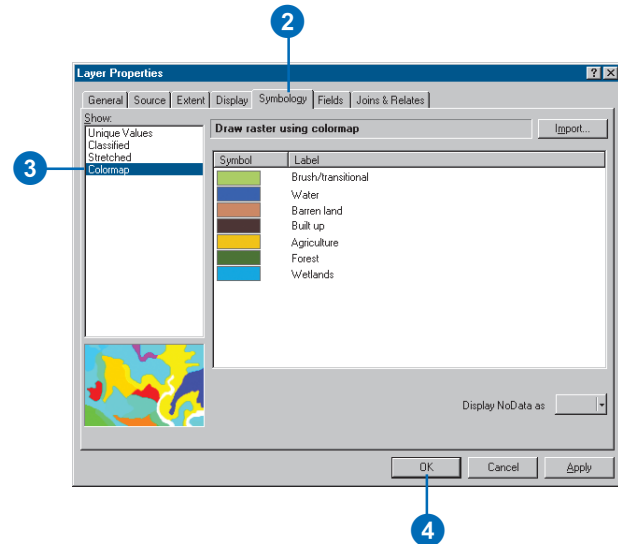 2
Layer Properties
? X
General Source Extent Display Symbology Fields Joins & Relates
Show:
Unique Values
Classified
Stretched
Colormap
3
Draw raster using colormap
Import...
Symbol Label
Brush/transitional
Water
Barren land
Built up
Agriculture
Forest
Wetlands
Display NoData as
OK Cancel Apply
4